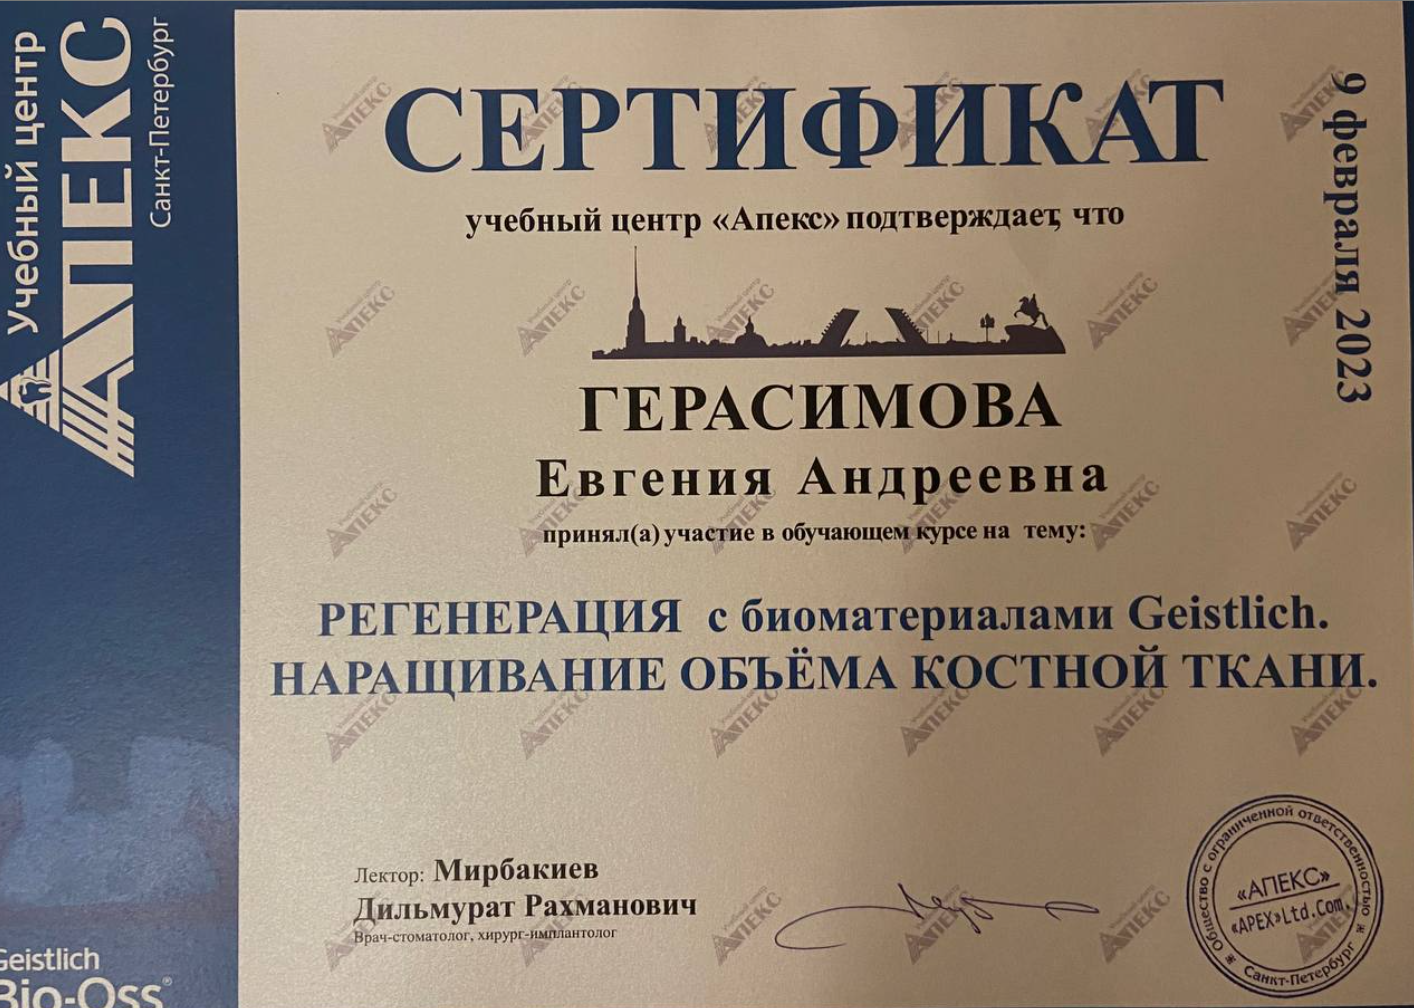 Учебный центр
АПЕКС
Санкт-Петербург
СЕРТИФИКАТ
учебный центр «Апекс» подтверждает, что
9 февраля 2023
ГЕРАСИМОВА
Евгения Андреевна
принял(а) участие в обучающем курсе на тему:
РЕГЕНЕРАЦИЯ с биоматериалами Geistlich.
НАРАЩИВАНИЕ ОБЪЁМА КОСТНОЙ ТКАНИ.
Лектор: Мирбакиев
Дильмурат Рахманович
Врач-стоматолог, хирург-имплантолог
Общество с ограниченной ответственностью
«АПЕКС»
«APEX»Ltd.Com.
Санкт-Петербург
Geistlich
Bio-Oss®